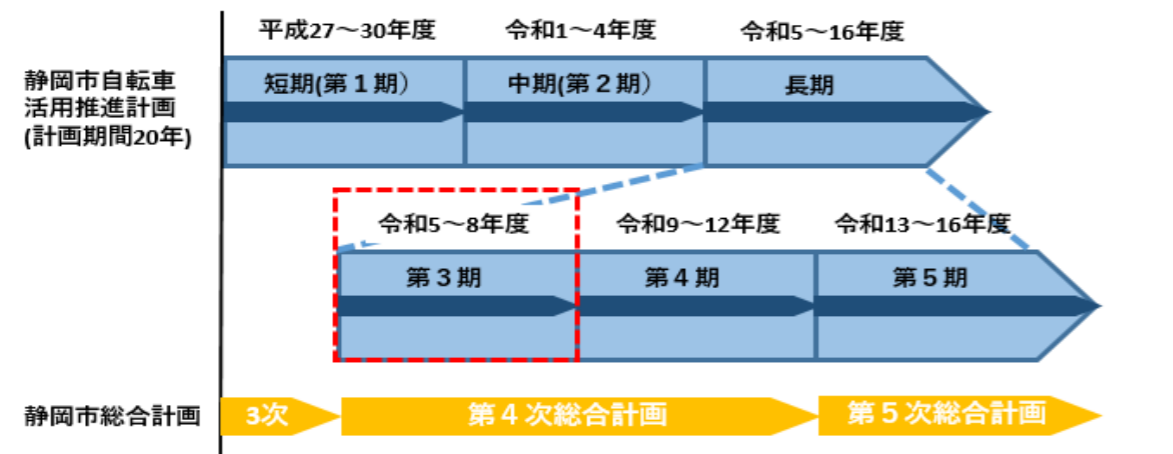 平成27～30年度
令和1～4年度
令和5～16年度
静岡市自転車
活用推進計画
(計画期間20年)
短期(第１期）
中期(第２期）
長期
令和5～8年度
令和9～12年度
令和13～16年度
第３期
第４期
第５期
静岡市総合計画
3次
第４次総合計画
第５次総合計画